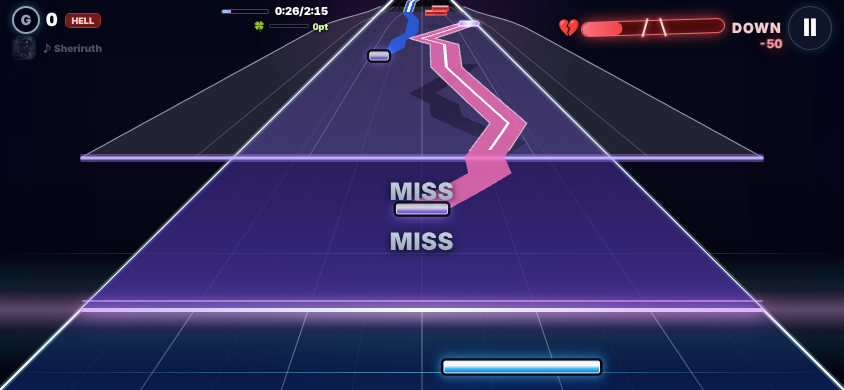 G 0 HELL
♪ Sheriruth
0:26/2:15
0pt
DOWN
-50
MISS
MISS